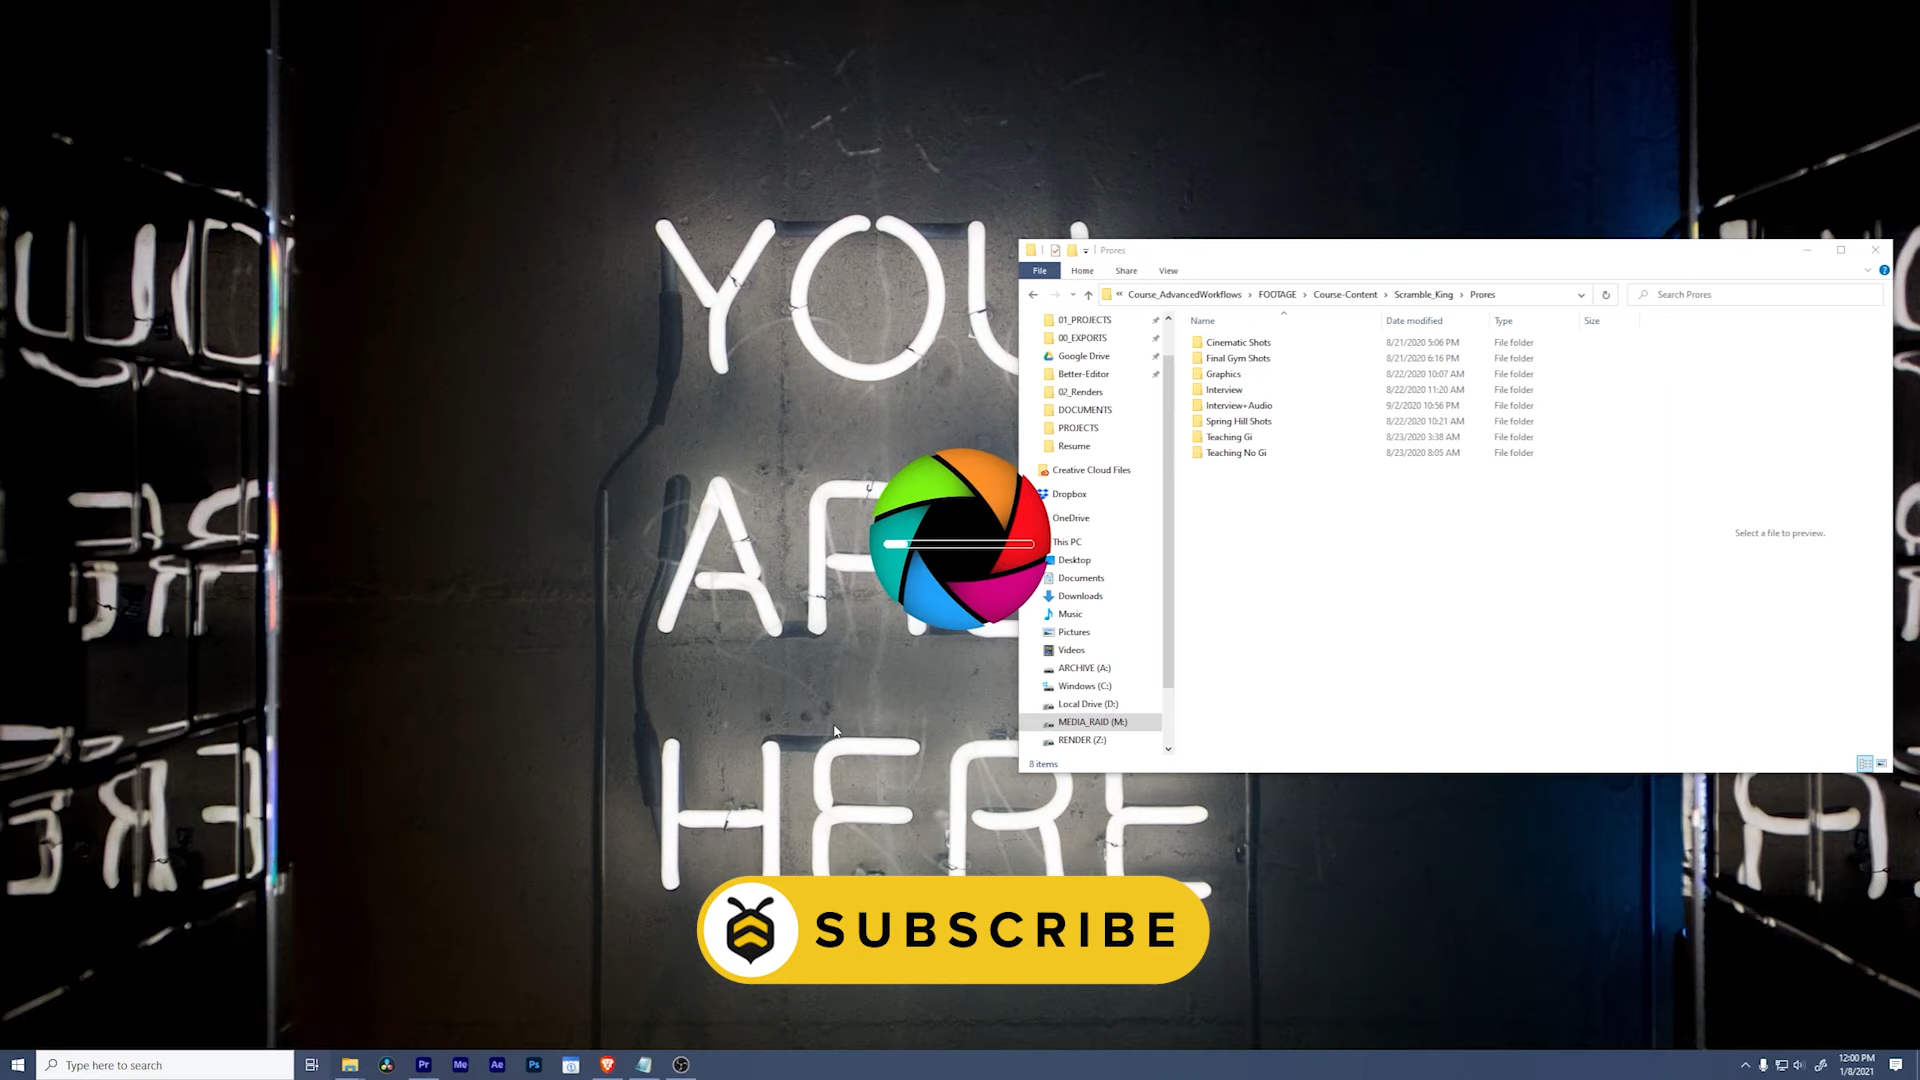 YOU
ARE
HERE
Prores
File Home Share View
« Course_AdvancedWorkflows › FOOTAGE › Course-Content › Scramble_King › Prores
Search Prores
Name Date modified Type Size
01_PROJECTS
00_EXPORTS
Google Drive
Better-Editor
02_Renders
DOCUMENTS
PROJECTS
Resume
Creative Cloud Files
Dropbox
OneDrive
This PC
Desktop
Documents
Downloads
Music
Pictures
Videos
ARCHIVE (A:)
Windows (C:)
Local Drive (D:)
MEDIA_RAID (M:)
RENDER (Z:)
Cinematic Shots 8/21/2020 5:06 PM File folder
Final Gym Shots 8/21/2020 6:16 PM File folder
Graphics 8/22/2020 10:07 AM File folder
Interview 8/22/2020 11:20 AM File folder
Interview+Audio 9/2/2020 10:56 PM File folder
Spring Hill Shots 8/22/2020 10:21 AM File folder
Teaching Gi 8/23/2020 3:38 AM File folder
Teaching No Gi 8/23/2020 8:05 AM File folder
Select a file to preview.
8 items
SUBSCRIBE
Type here to search
Pr
Me
Ae
Ps
12:00 PM
1/8/2021